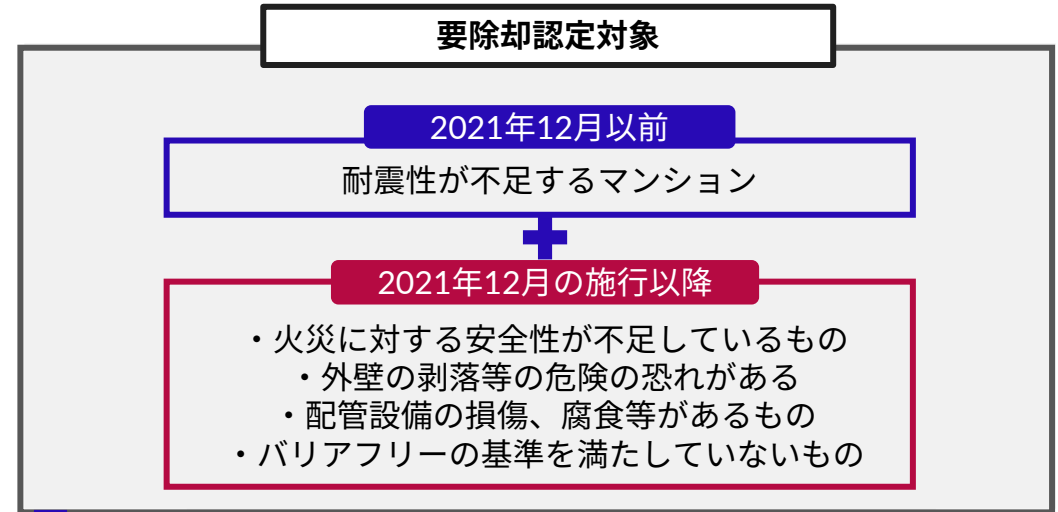 要除却認定対象
2021年12月以前
耐震性が不足するマンション
2021年12月の施行以降
・火災に対する安全性が不足しているもの
・外壁の剥落等の危険の恐れがある
・配管設備の損傷、腐食等があるもの
・バリアフリーの基準を満たしていないもの